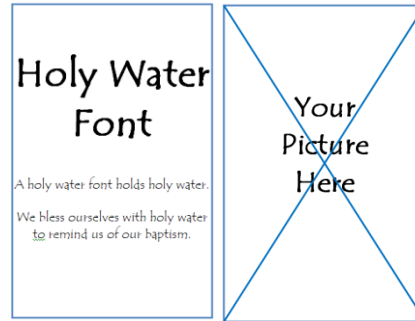 Holy Water
Font
A holy water font holds holy water.
We bless ourselves with holy water
to remind us of our baptism.
Your
Picture
Here